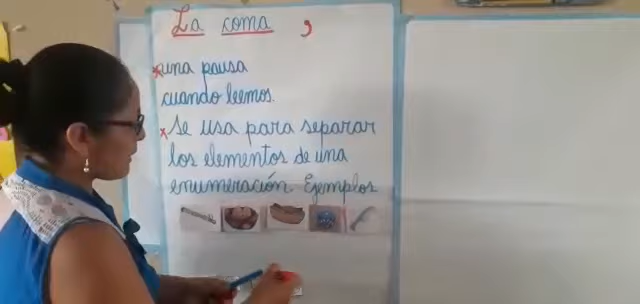 La coma ,
una pausa
cuando leemos.
se usa para separar
los elementos de una
enumeración. Ejemplos